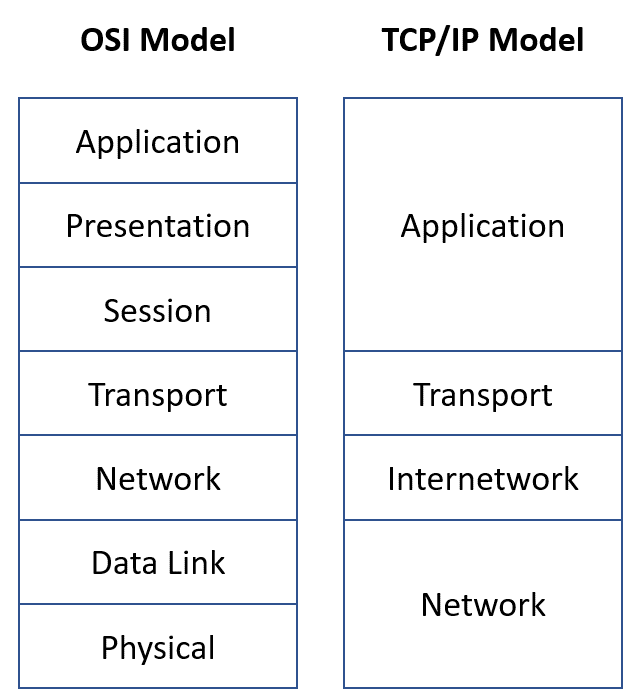 OSI Model
Application
Presentation
Session
Transport
Network
Data Link
Physical
TCP/IP Model
Application
Transport
Internetwork
Network